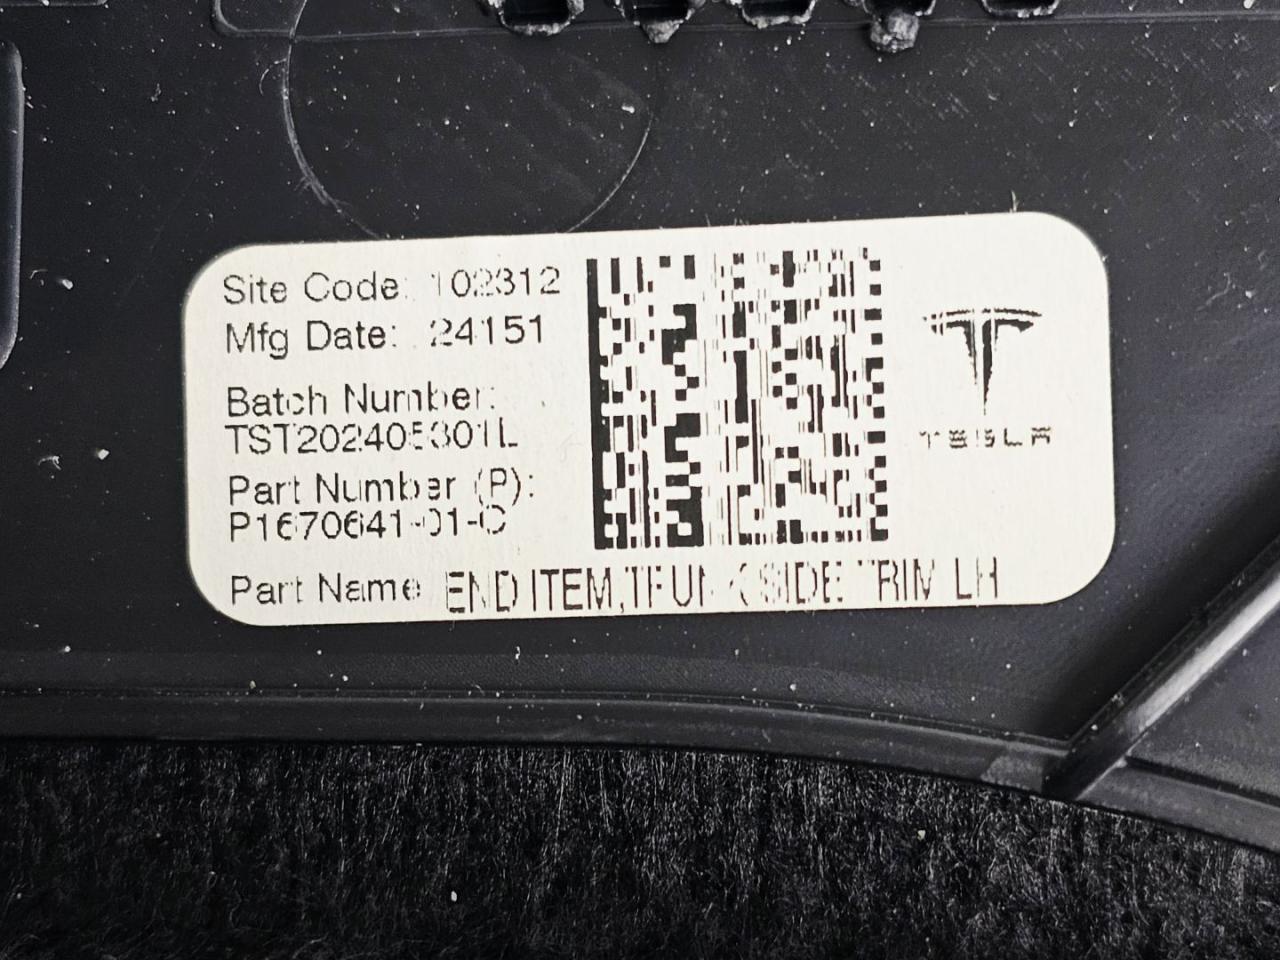 Site Code: 102312
Mfg Date: 24151
Batch Number:
TST202405301L
Part Number (P):
P1670641-01-C
Part Name END ITEM,TRUNK SIDE TRIM LH
TESLA